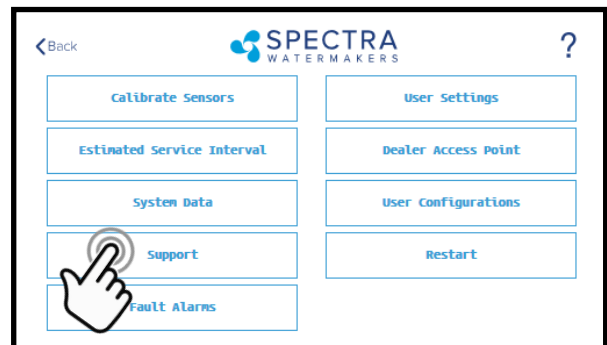 Back
SPECTRA
WATERMAKERS
?
Calibrate Sensors
User Settings
Estimated Service Interval
Dealer Access Point
System Data
User Configurations
Support
Restart
Fault Alarms